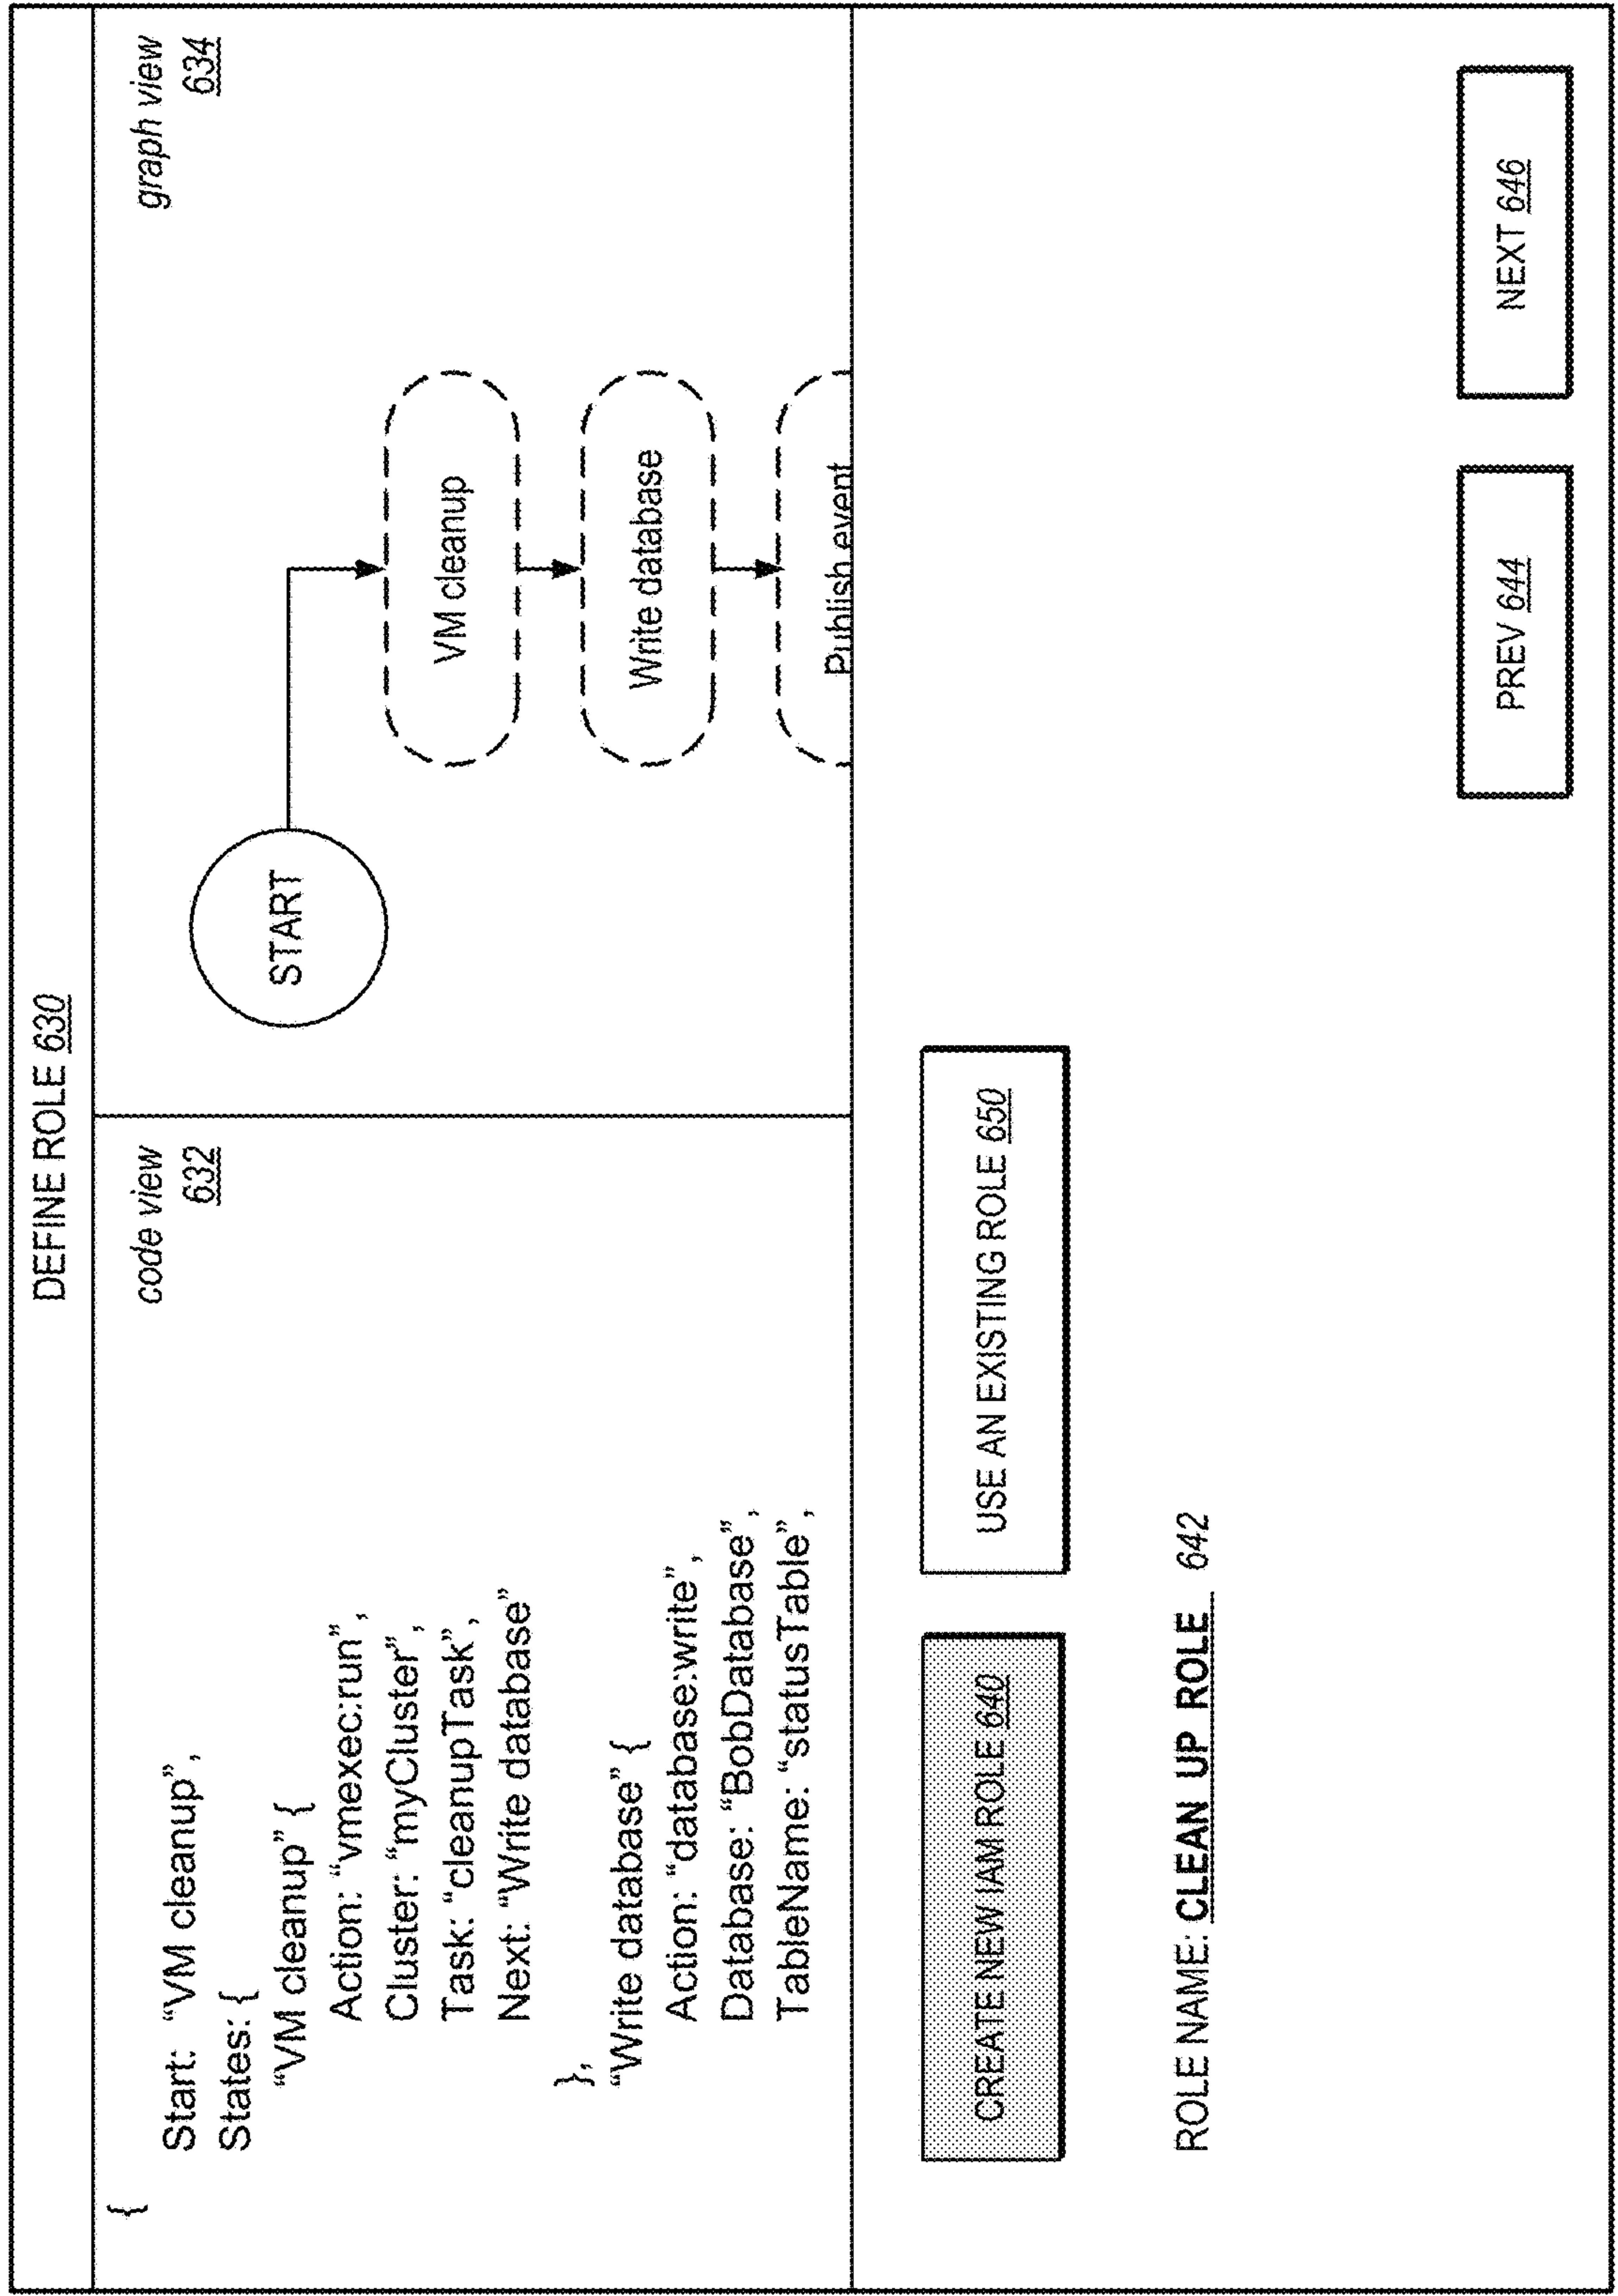 DEFINE ROLE 630
code view
632
{
Start: “VM cleanup”,
States: {
“VM cleanup” {
Action: “vmexec:run”,
Cluster: “myCluster”,
Task: “cleanupTask”,
Next: “Write database”
},
“Write database” {
Action: “database:write”,
Database: “BobDatabase”,
TableName: “statusTable”,
graph view
634
START
VM cleanup
Write database
Publish event
CREATE NEW IAM ROLE 640
USE AN EXISTING ROLE 650
ROLE NAME: CLEAN UP ROLE 642
PREV 644
NEXT 646